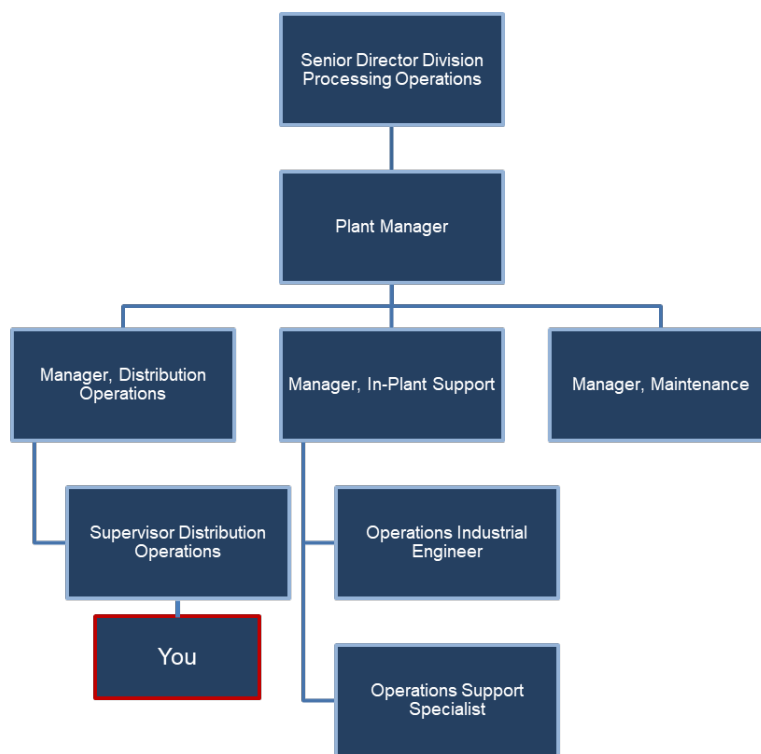 Senior Director Division
Processing Operations
Plant Manager
Manager, Distribution
Operations
Manager, In-Plant Support
Manager, Maintenance
Supervisor Distribution
Operations
Operations Industrial
Engineer
You
Operations Support
Specialist